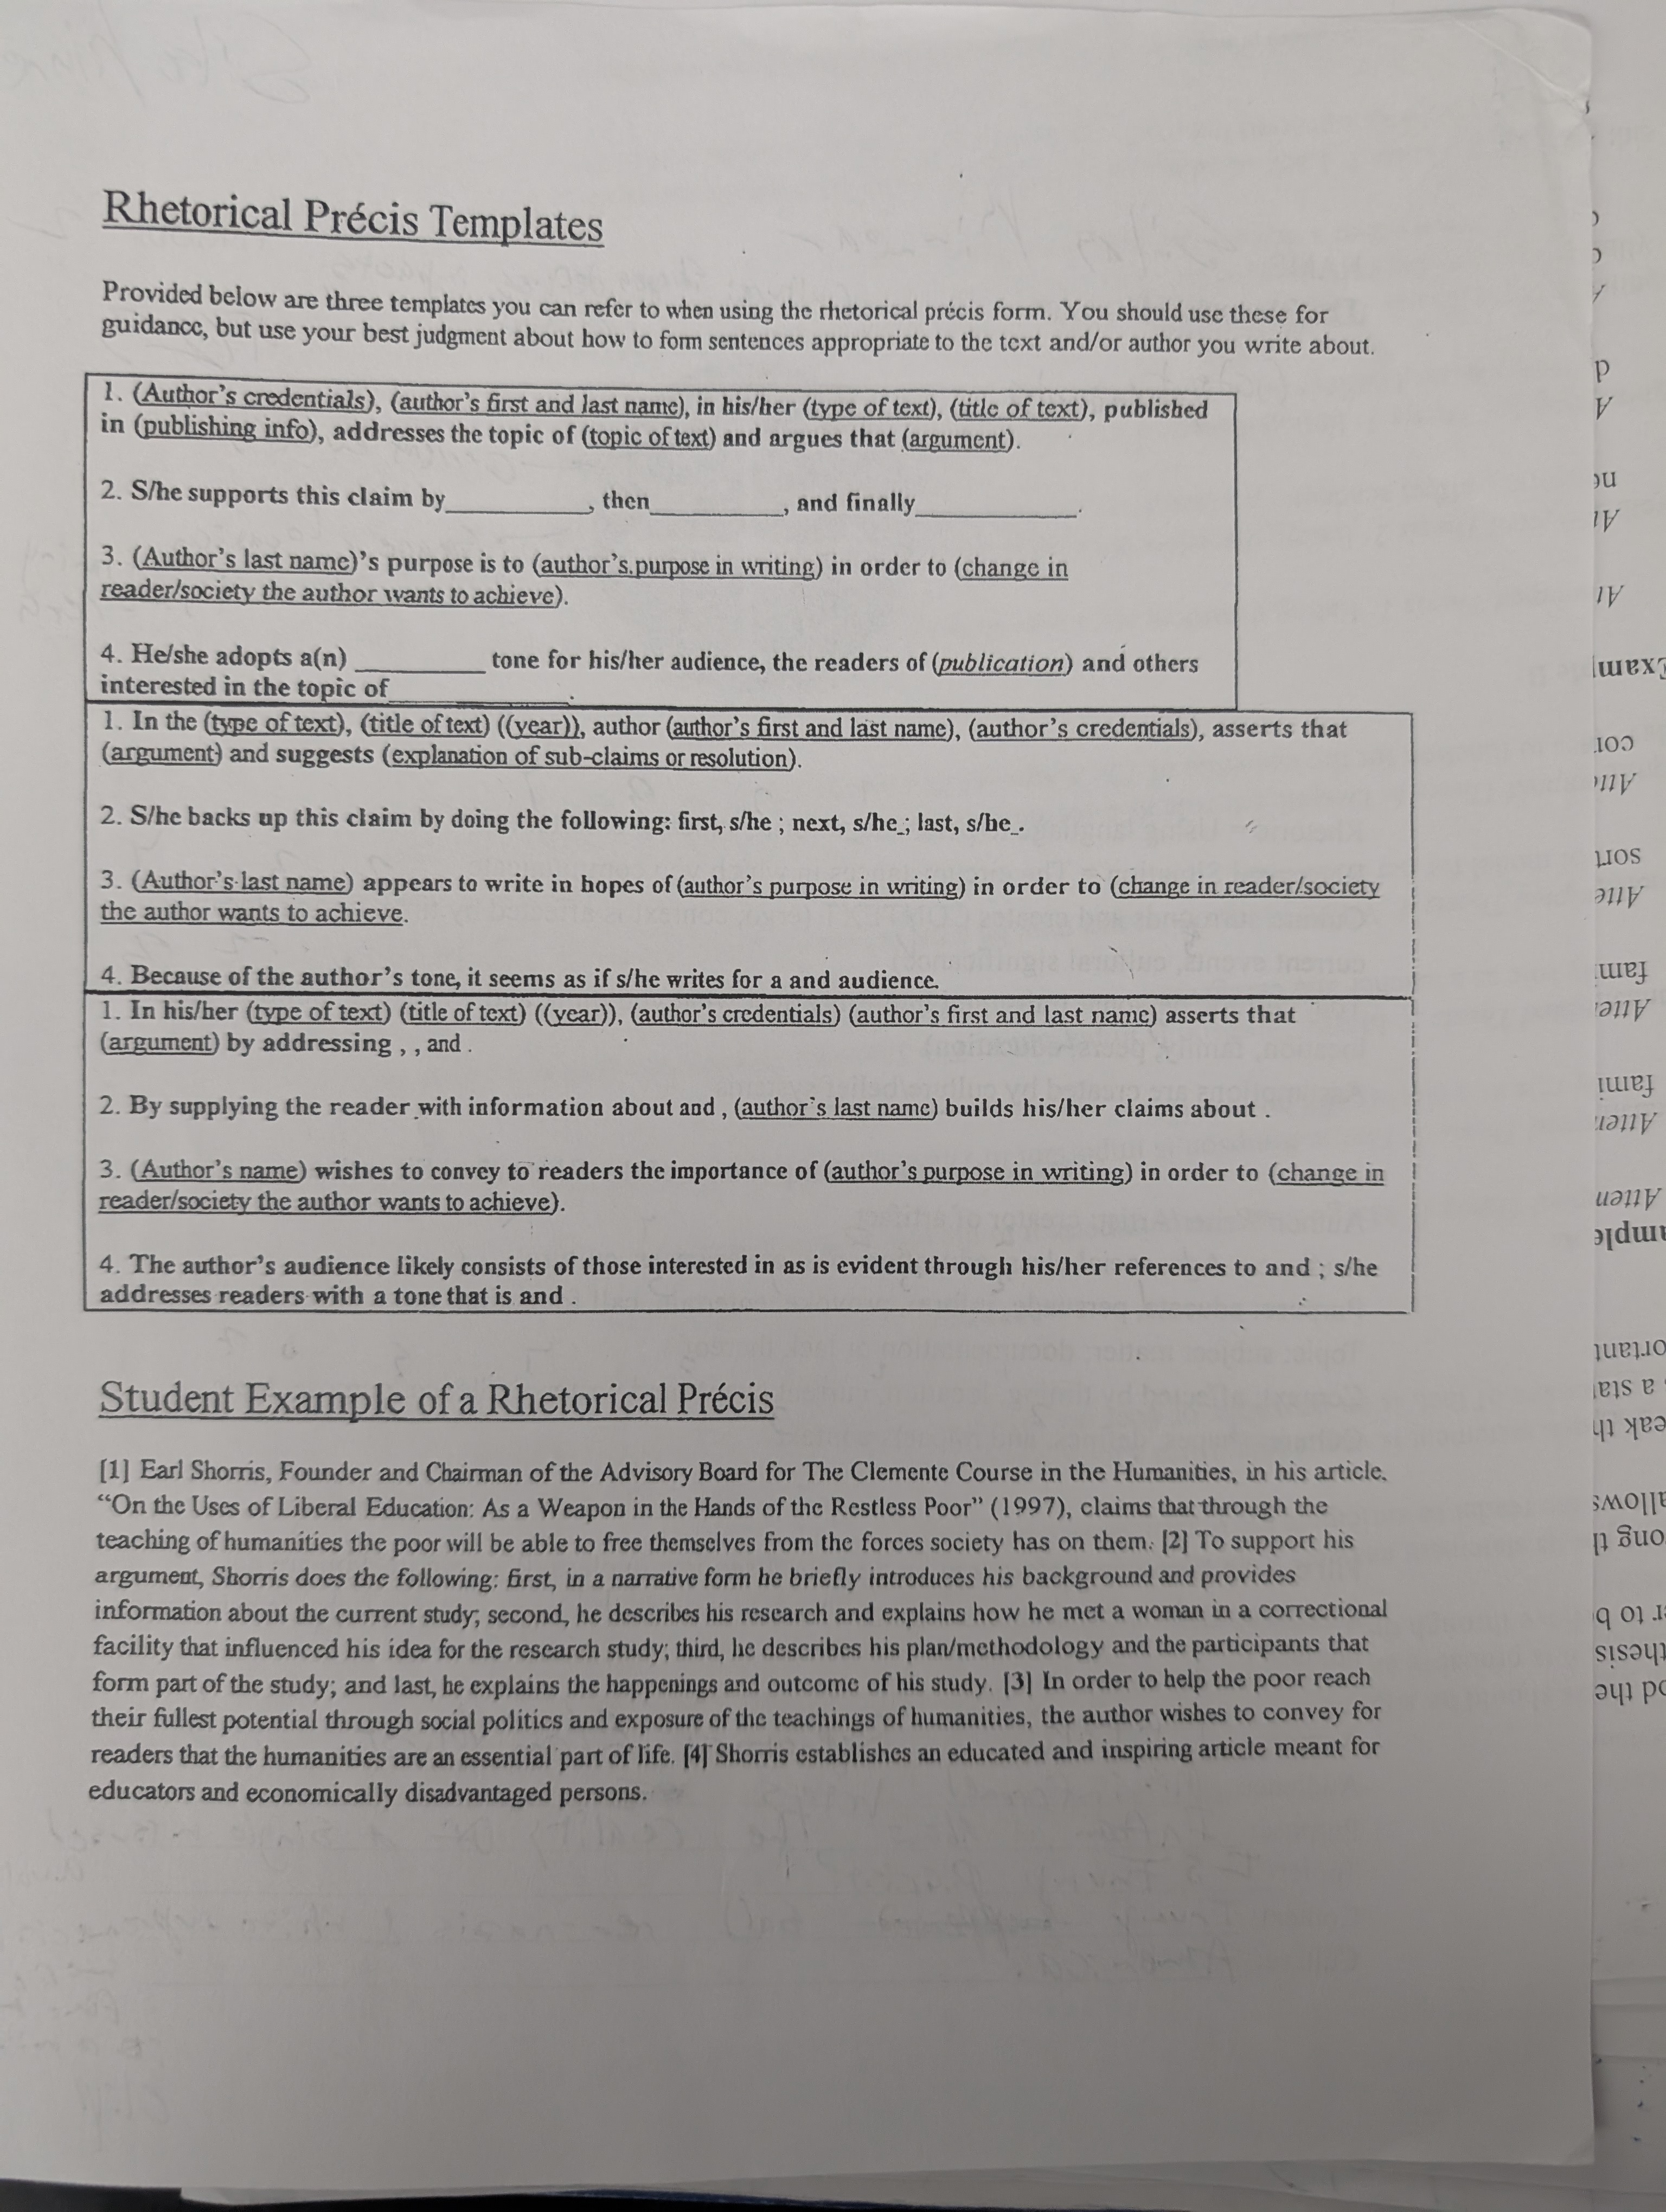 Rhetorical Précis Templates
Provided below are three templates you can refer to when using the rhetorical précis form. You should use these for
guidance, but use your best judgment about how to form sentences appropriate to the text and/or author you write about.
1. (Author's credentials), (author's first and last name), in his/her (type of text), (title of text), published
in (publishing info), addresses the topic of (topic of text) and argues that (argument).
2. S/he supports this claim by__________, then__________, and finally____________.
3. (Author's last name)'s purpose is to (author's purpose in writing) in order to (change in
reader/society the author wants to achieve).
4. He/she adopts a(n) __________ tone for his/her audience, the readers of (publication) and others
interested in the topic of ____________.
1. In the (type of text), (title of text) ((year)), author (author's first and last name), (author's credentials), asserts that
(argument) and suggests (explanation of sub-claims or resolution).
2. S/he backs up this claim by doing the following: first, s/he ; next, s/he_; last, s/he_.
3. (Author's last name) appears to write in hopes of (author's purpose in writing) in order to (change in reader/society
the author wants to achieve.
4. Because of the author's tone, it seems as if s/he writes for a and audience.
1. In his/her (type of text) (title of text) ((year)), (author's credentials) (author's first and last name) asserts that
(argument) by addressing , , and .
2. By supplying the reader with information about and , (author's last name) builds his/her claims about .
3. (Author's name) wishes to convey to readers the importance of (author's purpose in writing) in order to (change in
reader/society the author wants to achieve).
4. The author's audience likely consists of those interested in as is evident through his/her references to and ; s/he
addresses readers with a tone that is and .
Student Example of a Rhetorical Précis
[1] Earl Shorris, Founder and Chairman of the Advisory Board for The Clemente Course in the Humanities, in his article,
“On the Uses of Liberal Education: As a Weapon in the Hands of the Restless Poor” (1997), claims that through the
teaching of humanities the poor will be able to free themselves from the forces society has on them. [2] To support his
argument, Shorris does the following: first, in a narrative form he briefly introduces his background and provides
information about the current study; second, he describes his research and explains how he met a woman in a correctional
facility that influenced his idea for the research study; third, he describes his plan/methodology and the participants that
form part of the study; and last, he explains the happenings and outcome of his study. [3] In order to help the poor reach
their fullest potential through social politics and exposure of the teachings of humanities, the author wishes to convey for
readers that the humanities are an essential part of life. [4] Shorris establishes an educated and inspiring article meant for
educators and economically disadvantaged persons.